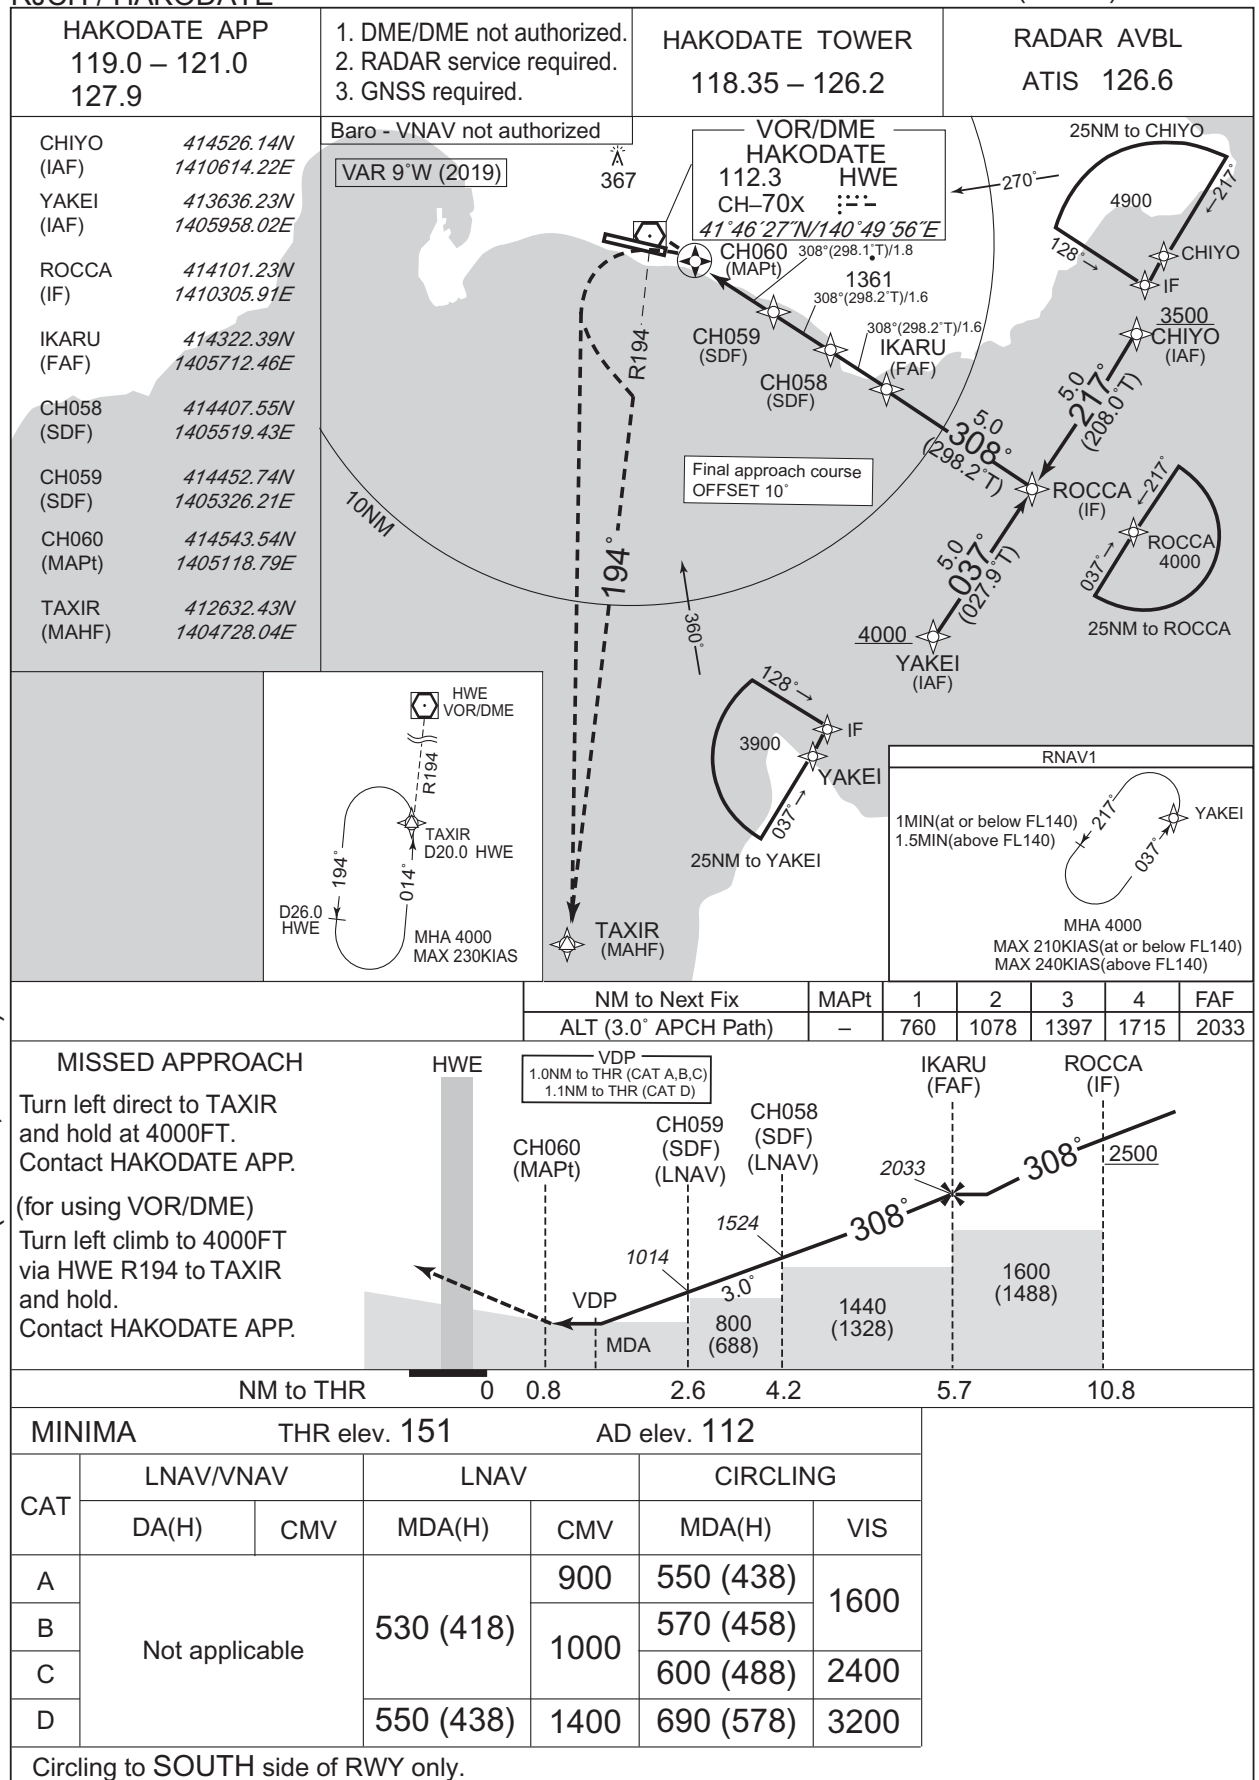 HAKODATE APP
119.0 – 121.0
127.9
1. DME/DME not authorized.
2. RADAR service required.
3. GNSS required.
HAKODATE TOWER
118.35 – 126.2
RADAR AVBL
ATIS 126.6
CHIYO 414526.14N
(IAF) 1410614.22E
YAKEI 413636.23N
(IAF) 1405958.02E
ROCCA 414101.23N
(IF) 1410305.91E
IKARU 414322.39N
(FAF) 1405712.46E
CH058 414407.55N
(SDF) 1405519.43E
CH059 414452.74N
(SDF) 1405326.21E
CH060 414543.54N
(MAPt) 1405118.79E
TAXIR 412632.43N
(MAHF) 1404728.04E
Baro - VNAV not authorized
VAR 9˚W (2019)
367
VOR/DME
HAKODATE
112.3 HWE
CH–70X
41˚46´27˝N/140˚49´56˝E
270˚
25NM to CHIYO
4900
217˚
128˚
CHIYO
IF
3500
CHIYO
(IAF)
CH060
(MAPt)
308˚(298.1˚T)/1.8
1361
308˚(298.2˚T)/1.6
308˚(298.2˚T)/1.6
IKARU
(FAF)
CH059
(SDF)
CH058
(SDF)
R194
5.0
217˚
(208.0˚T)
5.0
308˚
(298.2˚T)
Final approach course
OFFSET 10˚
ROCCA
(IF)
10NM
194˚
5.0
037˚
(027.9˚T)
217˚
ROCCA
4000
037˚
25NM to ROCCA
360˚
4000
YAKEI
(IAF)
128˚
IF
3900
YAKEI
037˚
25NM to YAKEI
HWE
VOR/DME
R194
TAXIR
D20.0 HWE
194˚
014˚
D26.0
HWE
MHA 4000
MAX 230KIAS
TAXIR
(MAHF)
RNAV1
1MIN(at or below FL140)
1.5MIN(above FL140)
217˚
037˚
YAKEI
MHA 4000
MAX 210KIAS(at or below FL140)
MAX 240KIAS(above FL140)
NM to Next Fix MAPt 1 2 3 4 FAF
ALT (3.0˚ APCH Path) – 760 1078 1397 1715 2033
MISSED APPROACH
Turn left direct to TAXIR
and hold at 4000FT.
Contact HAKODATE APP.
(for using VOR/DME)
Turn left climb to 4000FT
via HWE R194 to TAXIR
and hold.
Contact HAKODATE APP.
HWE
VDP
1.0NM to THR (CAT A,B,C)
1.1NM to THR (CAT D)
CH060
(MAPt)
CH059
(SDF)
(LNAV)
CH058
(SDF)
(LNAV)
IKARU
(FAF)
ROCCA
(IF)
2500
308˚
2033
308˚
1524
1014
3.0˚
VDP
MDA
800
(688)
1440
(1328)
1600
(1488)
NM to THR 0 0.8 2.6 4.2 5.7 10.8
MINIMA THR elev. 151 AD elev. 112
CAT LNAV/VNAV LNAV CIRCLING
DA(H) CMV MDA(H) CMV MDA(H) VIS
A Not applicable 530 (418) 900 550 (438) 1600
B 1000 570 (458)
C 600 (488) 2400
D 550 (438) 1400 690 (578) 3200
Circling to SOUTH side of RWY only.